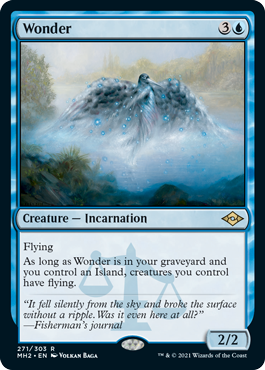 Wonder 3
Creature — Incarnation
Flying
As long as Wonder is in your graveyard and
you control an Island, creatures you control
have flying.
“It fell silently from the sky and broke the surface
without a ripple. Was it even here at all?”
—Fisherman’s journal
2/2
271/303 R
MH2 • EN VOLKAN BAGA ™ & © 2021 Wizards of the Coast